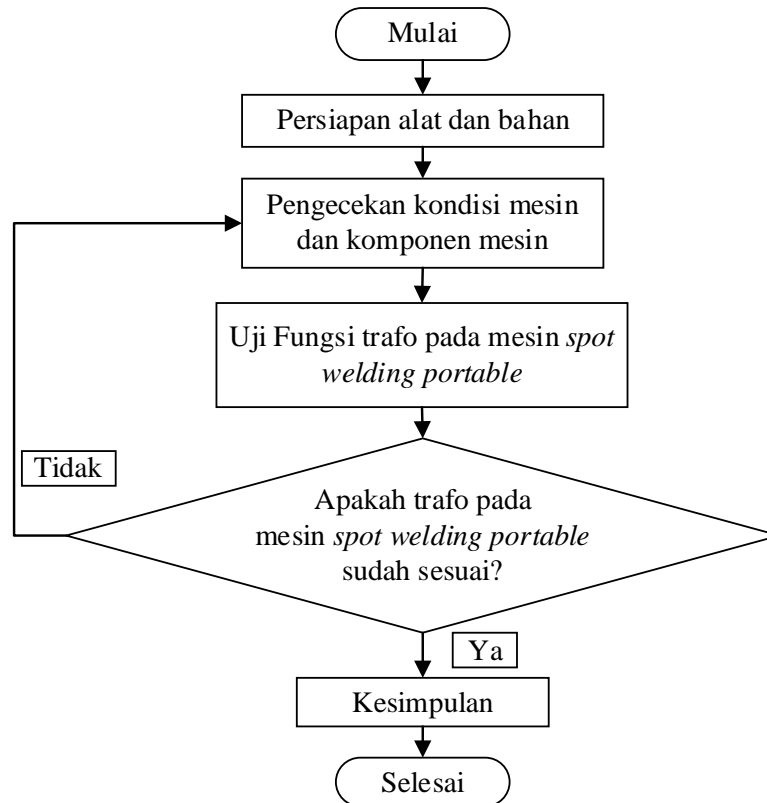 Mulai
Persiapan alat dan bahan
Pengecekan kondisi mesin
dan komponen mesin
Uji Fungsi trafo pada mesin spot
welding portable
Tidak
Apakah trafo pada
mesin spot welding portable
sudah sesuai?
Ya
Kesimpulan
Selesai